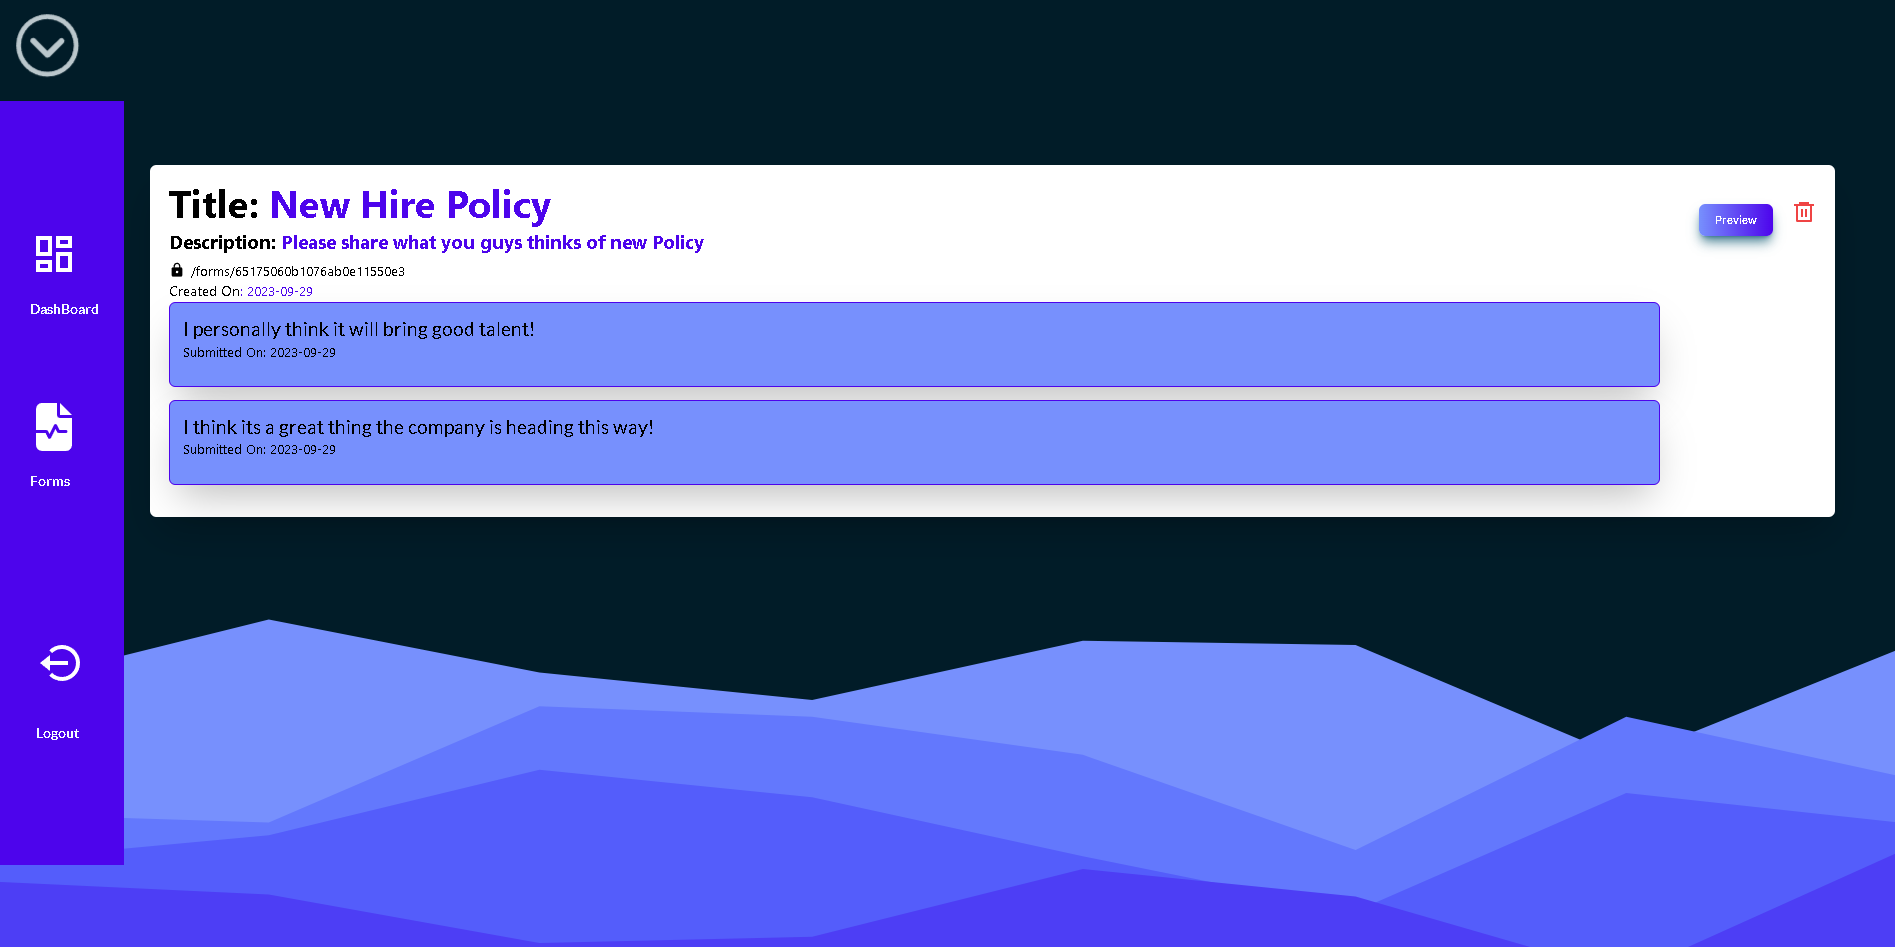 Title: New Hire Policy
Preview
Description: Please share what you guys thinks of new Policy
/forms/65175060b1076ab0e11550e3
Created On: 2023-09-29
I personally think it will bring good talent!
Submitted On: 2023-09-29
I think its a great thing the company is heading this way!
Submitted On: 2023-09-29
DashBoard
Forms
Logout